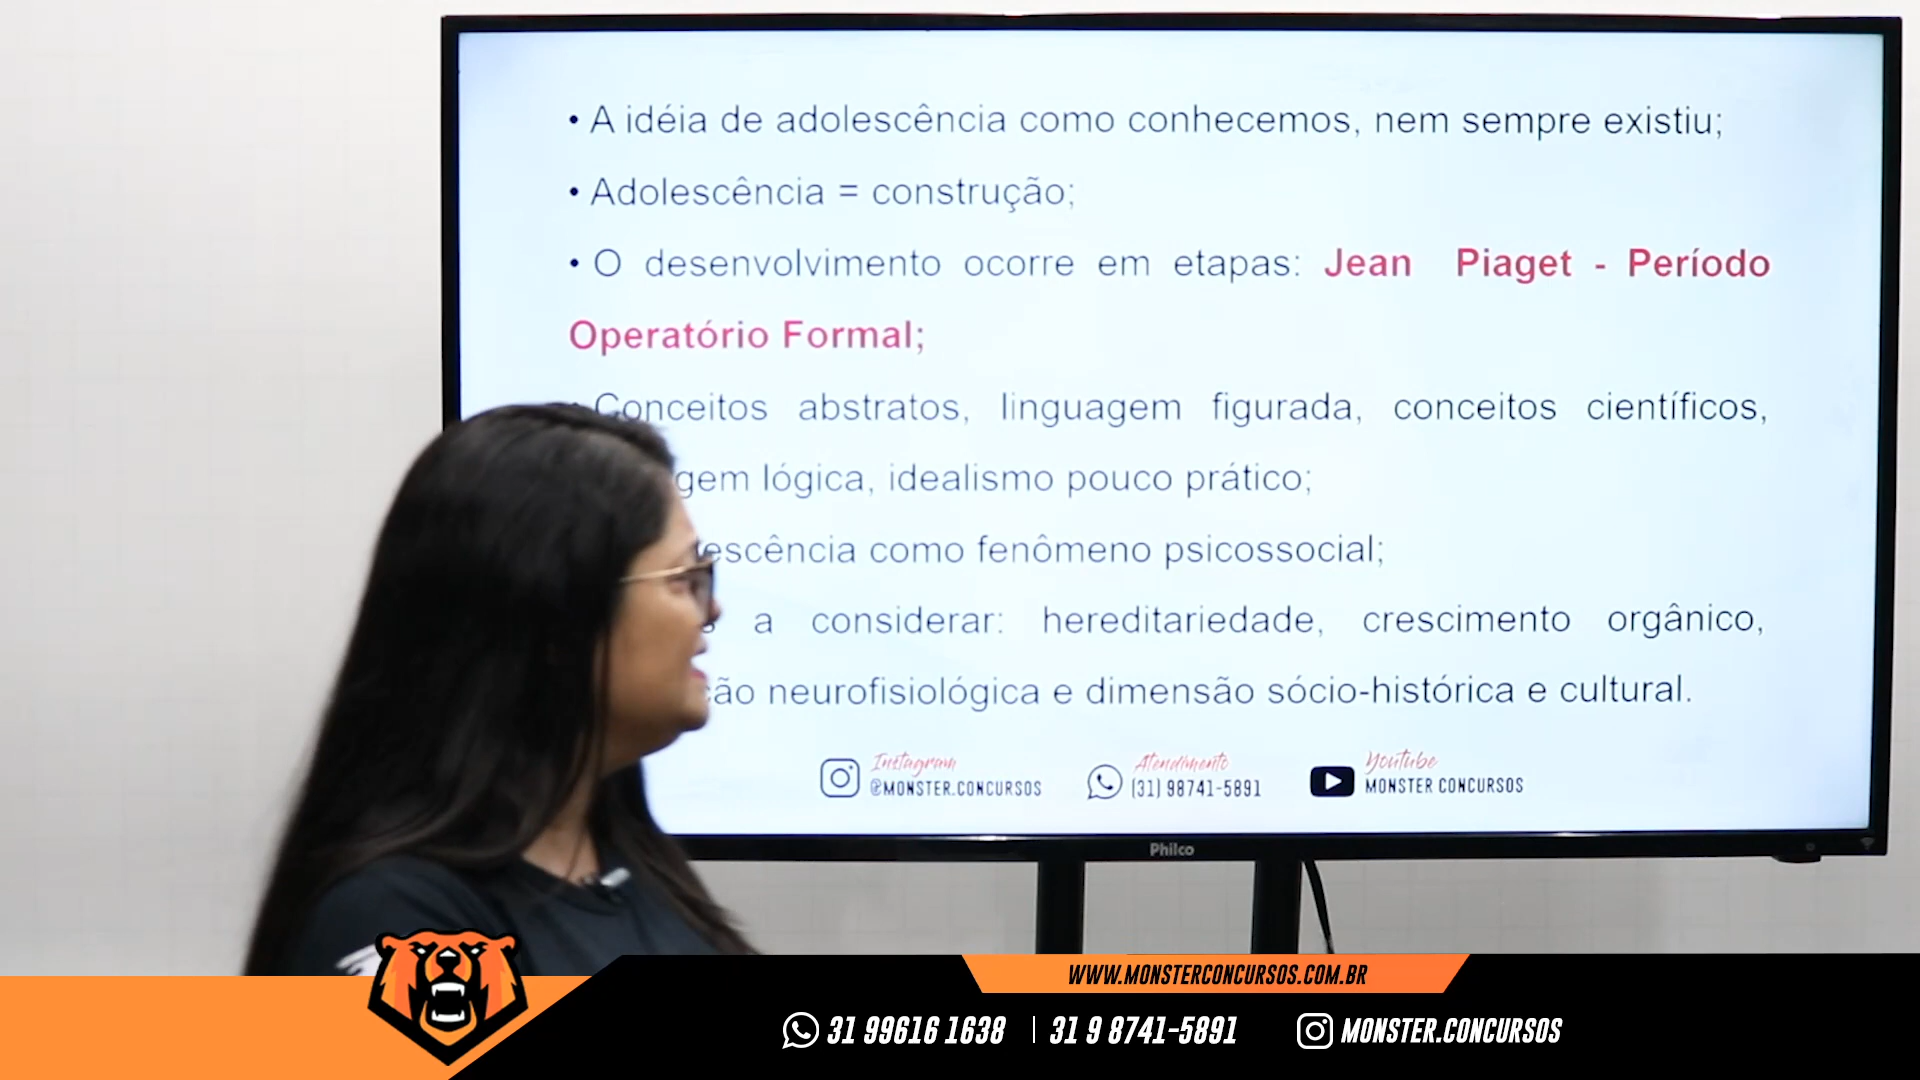 • A idéia de adolescência como conhecemos, nem sempre existiu;
• Adolescência = construção;
• O desenvolvimento ocorre em etapas: Jean Piaget - Período
Operatório Formal;
Conceitos abstratos, linguagem figurada, conceitos científicos,
lógica, idealismo pouco prático;
como fenômeno psicossocial;
a considerar: hereditariedade, crescimento orgânico,
neurofisiológica e dimensão sócio-histórica e cultural.
Instagram
@MONSTER.CONCURSOS
Atendimento
(31) 98741-5891
Youtube
MONSTER CONCURSOS
Philco
WWW.MONSTERCONCURSOS.COM.BR
31 99616 1638 | 31 9 8741-5891 MONSTER.CONCURSOS